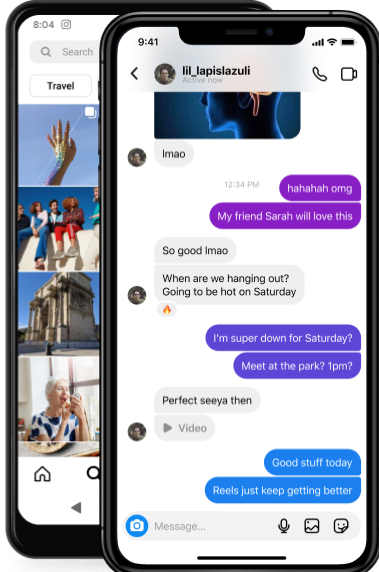 8:04
Search
Travel
9:41
lil_lapislazuli
Active now
lmao
12:34 PM
hahahah omg
My friend Sarah will love this
So good lmao
When are we hanging out?
Going to be hot on Saturday
I'm super down for Saturday?
Meet at the park? 1pm?
Perfect seeya then
Video
Good stuff today
Reels just keep getting better
Message...